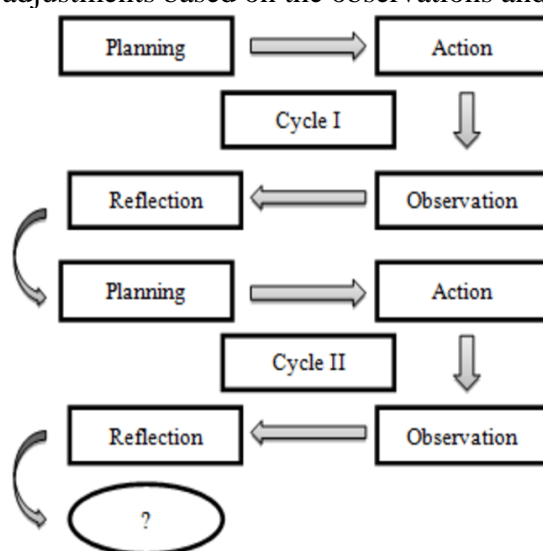 adjustments based on the observations and
Planning
Action
Cycle I
Reflection
Observation
Planning
Action
Cycle II
Reflection
Observation
?